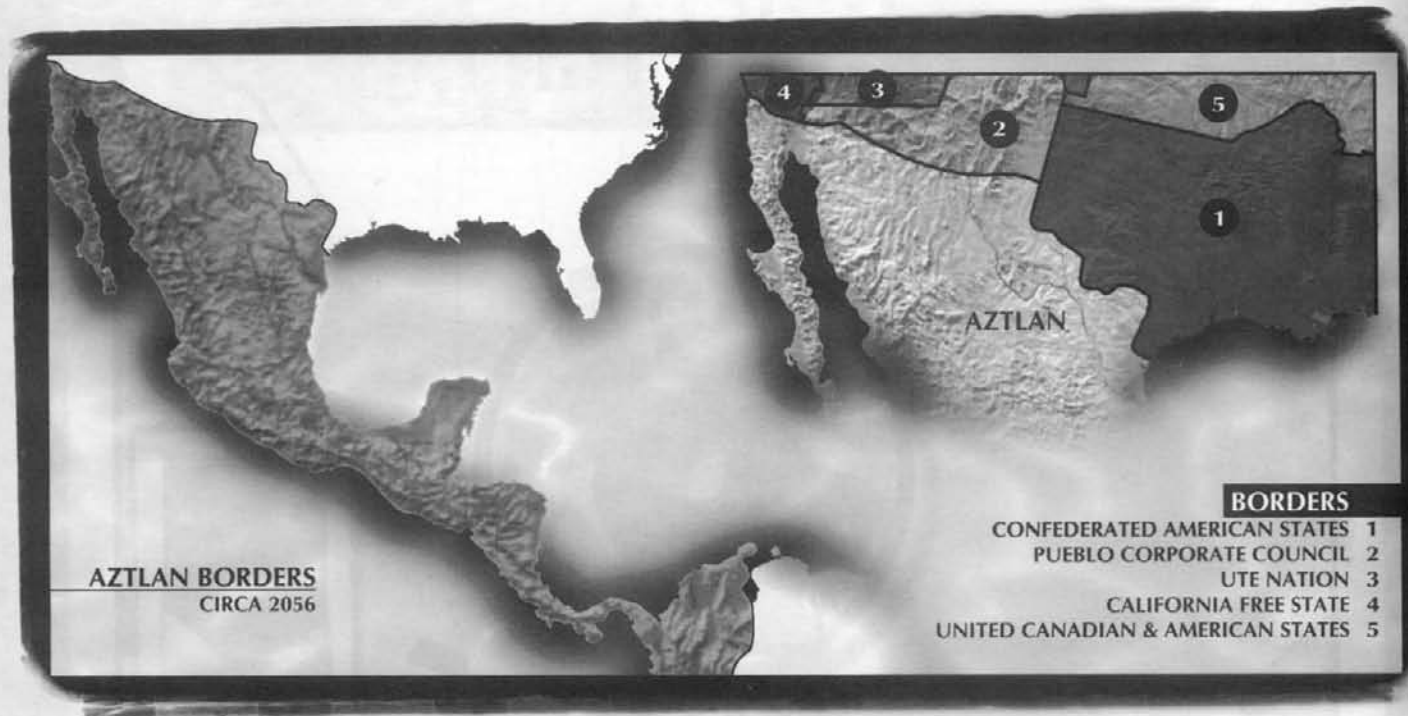 4
3
5
2
1
AZTLAN
BORDERS
CONFEDERATED AMERICAN STATES 1
PUEBLO CORPORATE COUNCIL 2
UTE NATION 3
CALIFORNIA FREE STATE 4
UNITED CANADIAN & AMERICAN STATES 5
AZTLAN BORDERS
CIRCA 2056